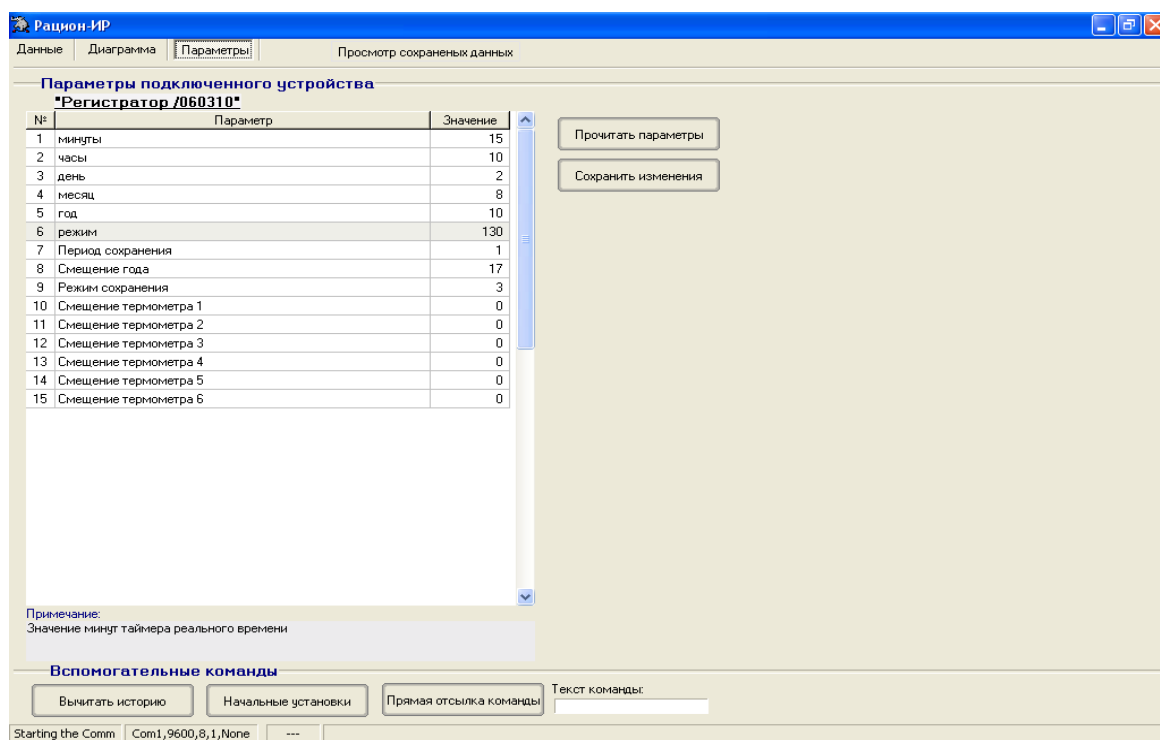 Рацион-ИР
Данные Диаграмма Параметры Просмотр сохраненых данных
Параметры подключенного устройства
"Регистратор /060310"
№ Параметр Значение
1 минуты 15
2 часы 10
3 день 2
4 месяц 8
5 год 10
6 режим 130
7 Период сохранения 1
8 Смещение года 17
9 Режим сохранения 3
10 Смещение термометра 1 0
11 Смещение термометра 2 0
12 Смещение термометра 3 0
13 Смещение термометра 4 0
14 Смещение термометра 5 0
15 Смещение термометра 6 0
Прочитать параметры
Сохранить изменения
Примечание:
Значение минут таймера реального времени
Вспомогательные команды
Вычитать историю Начальные установки Прямая отсылка команды Текст команды:
Starting the Comm Com1,9600,8,1,None ---